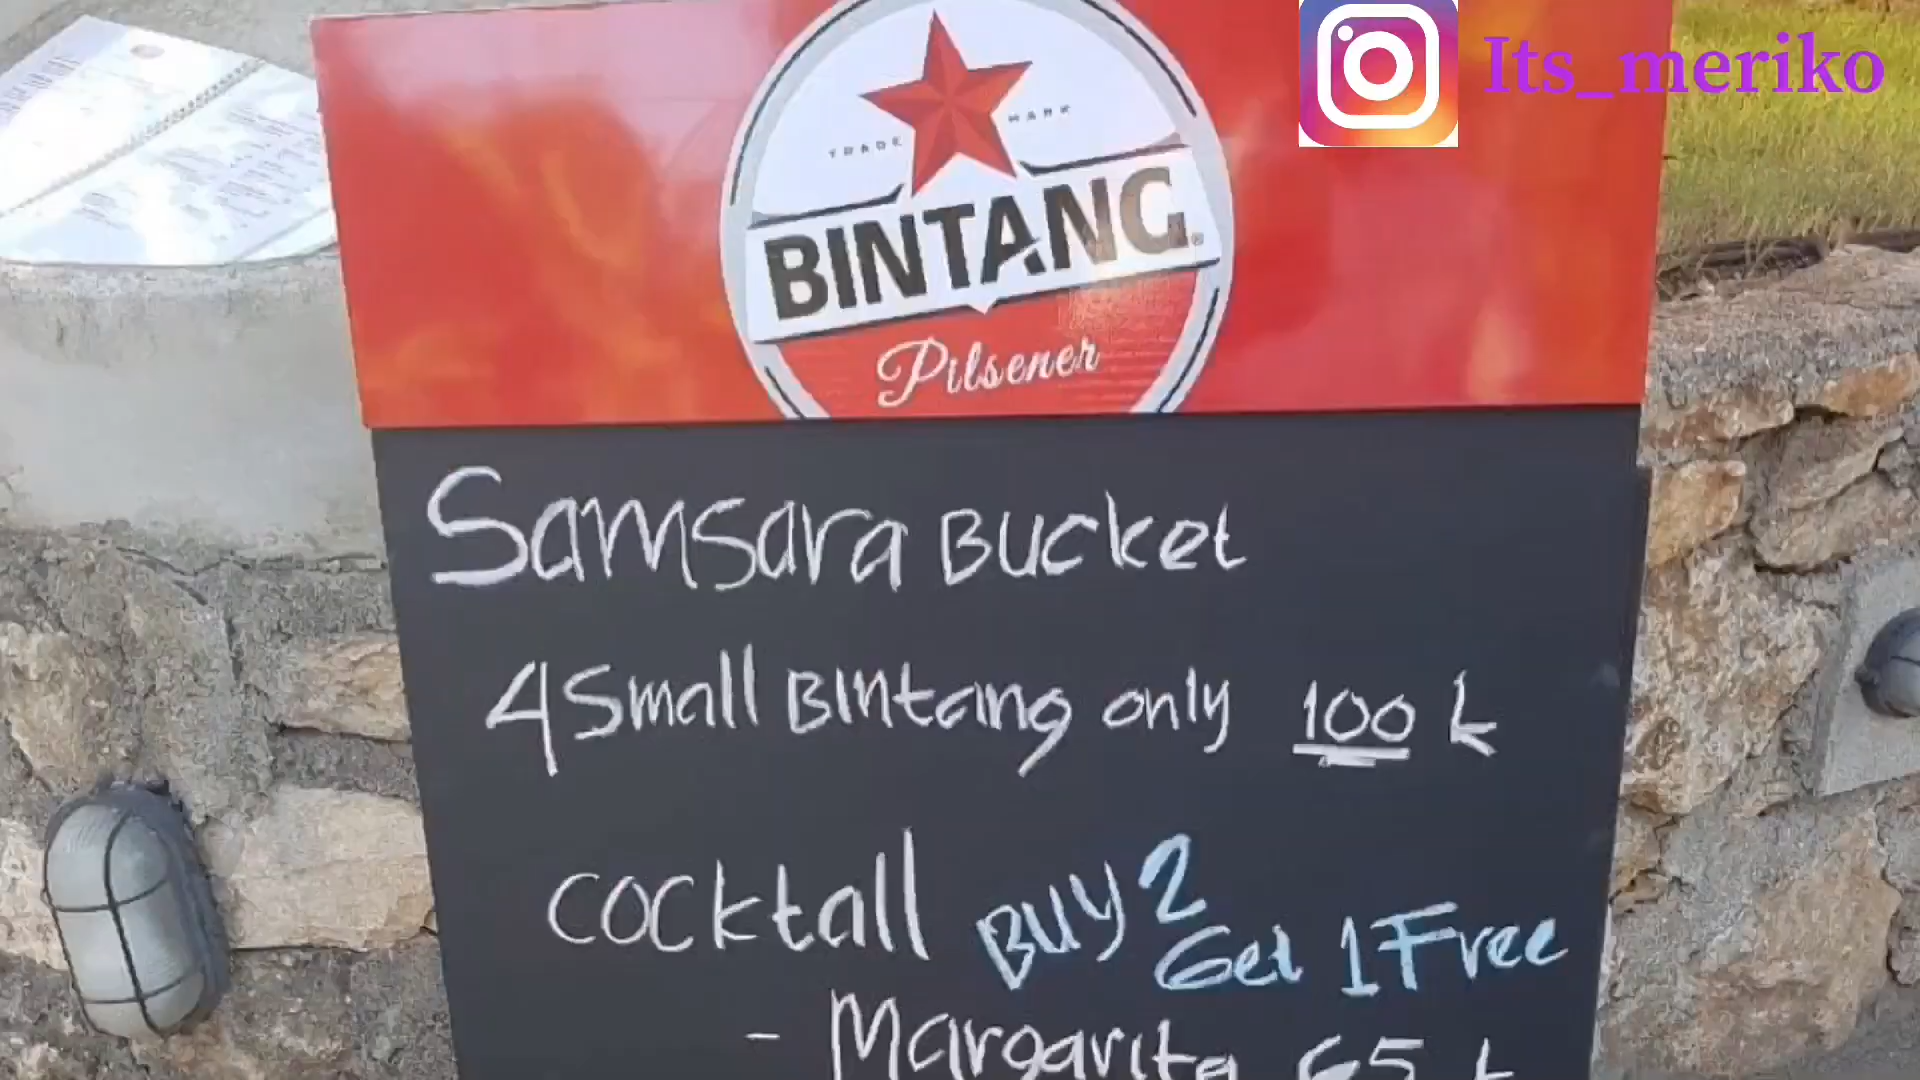 Its_meriko
TRADE MARK
BINTANG®
Pilsener
Samsara Bucket
4 Small Bintang only 100 k
cocktall BUY 2
Get 1 Free
- Margarita 65 k